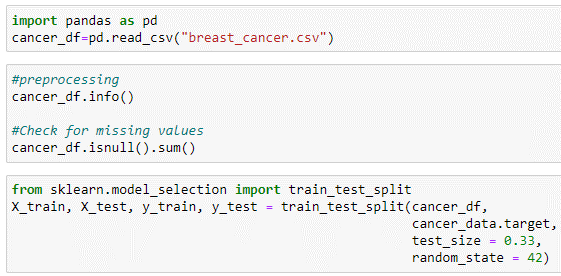 import pandas as pd
cancer_df=pd.read_csv("breast_cancer.csv")
#preprocessing
cancer_df.info()
#Check for missing values
cancer_df.isnull().sum()
from sklearn.model_selection import train_test_split
X_train, X_test, y_train, y_test = train_test_split(cancer_df,
cancer_data.target,
test_size = 0.33,
random_state = 42)